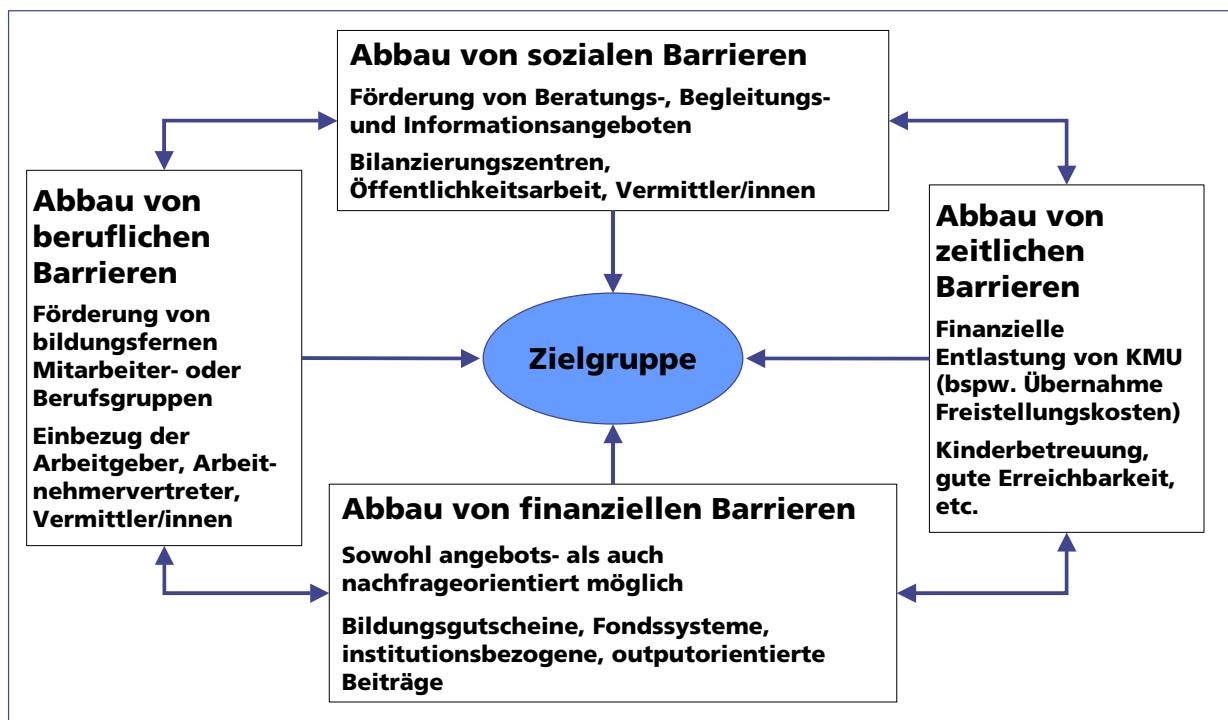 Abbau von sozialen Barrieren
Förderung von Beratungs-, Begleitungs-
und Informationsangeboten
Bilanzierungszentren,
Öffentlichkeitsarbeit, Vermittler/innen
Abbau von
beruflichen
Barrieren
Förderung von
bildungsfernen
Mitarbeiter- oder
Berufsgruppen
Einbezug der
Arbeitgeber, Arbeit-
nehmervertreter,
Vermittler/innen
Zielgruppe
Abbau von
zeitlichen
Barrieren
Finanzielle
Entlastung von KMU
(bspw. Übernahme
Freistellungskosten)
Kinderbetreuung,
gute Erreichbarkeit,
etc.
Abbau von finanziellen Barrieren
Sowohl angebots- als auch
nachfrageorientiert möglich
Bildungsgutscheine, Fondssysteme,
institutionsbezogene, outputorientierte
Beiträge